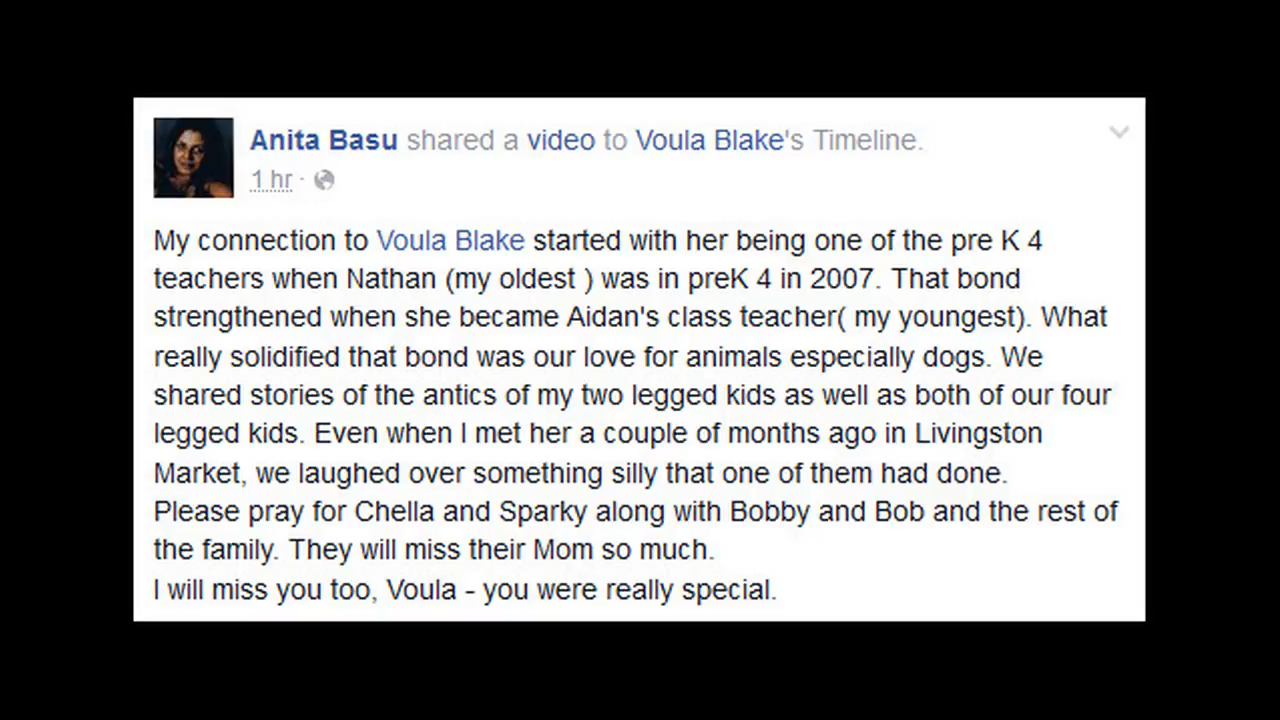 Anita Basu shared a video to Voula Blake's Timeline.
1 hr ·
My connection to Voula Blake started with her being one of the pre K 4
teachers when Nathan (my oldest ) was in preK 4 in 2007. That bond
strengthened when she became Aidan's class teacher( my youngest). What
really solidified that bond was our love for animals especially dogs. We
shared stories of the antics of my two legged kids as well as both of our four
legged kids. Even when I met her a couple of months ago in Livingston
Market, we laughed over something silly that one of them had done.
Please pray for Chella and Sparky along with Bobby and Bob and the rest of
the family. They will miss their Mom so much.
I will miss you too, Voula - you were really special.